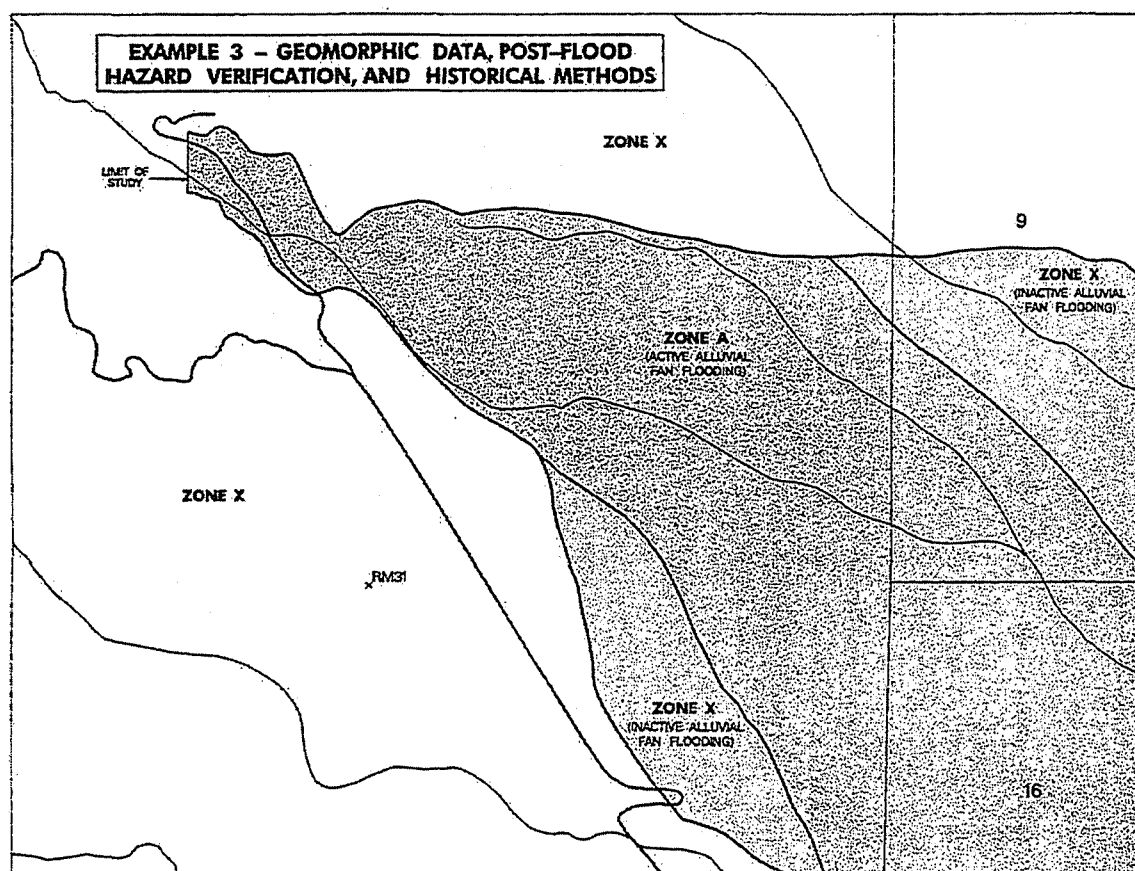 EXAMPLE 3 – GEOMORPHIC DATA, POST–FLOOD
HAZARD VERIFICATION, AND HISTORICAL METHODS
ZONE X
LIMIT OF
STUDY
9
ZONE X
(INACTIVE ALLUVIAL
FAN FLOODING)
ZONE A
(ACTIVE ALLUVIAL
FAN FLOODING)
ZONE X
RM31
ZONE X
(INACTIVE ALLUVIAL
FAN FLOODING)
16